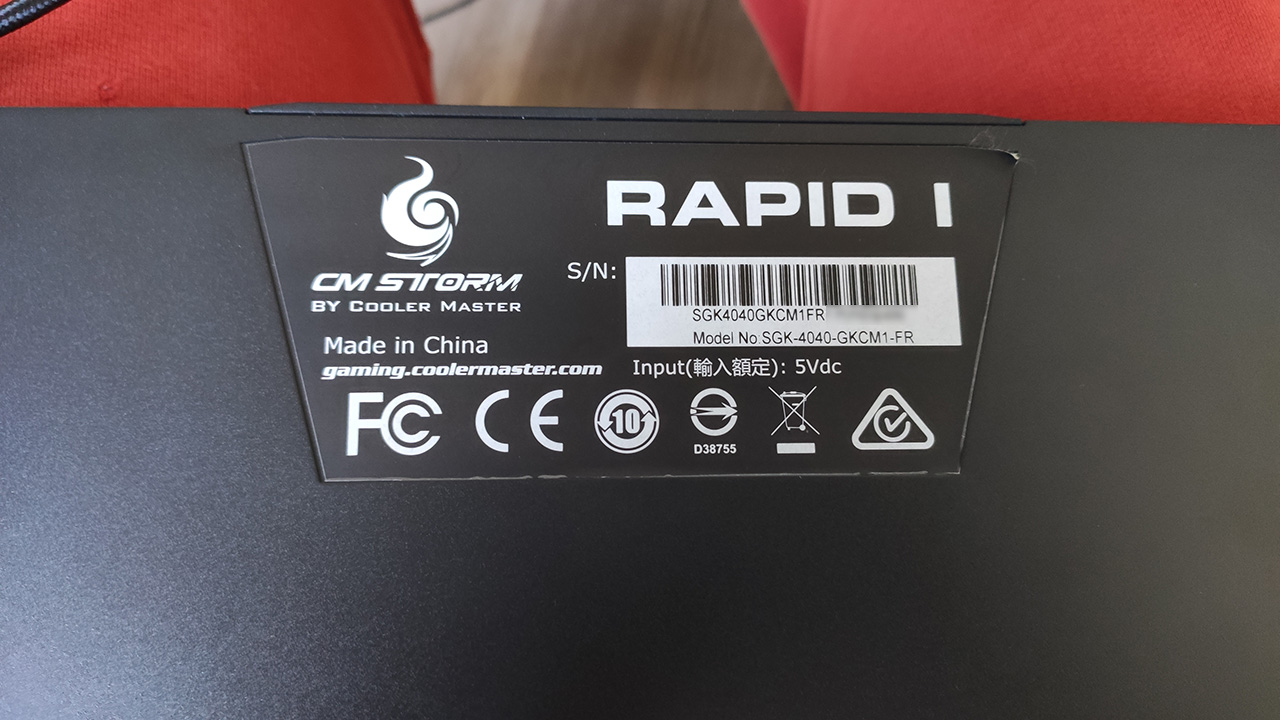 RAPID I
CM STORM
BY COOLER MASTER
S/N:
SGK4040GKCM1FR
Model No:SGK-4040-GKCM1-FR
Made in China
gaming.coolermaster.com
Input(輸入額定): 5Vdc
FC CE 10
D38755